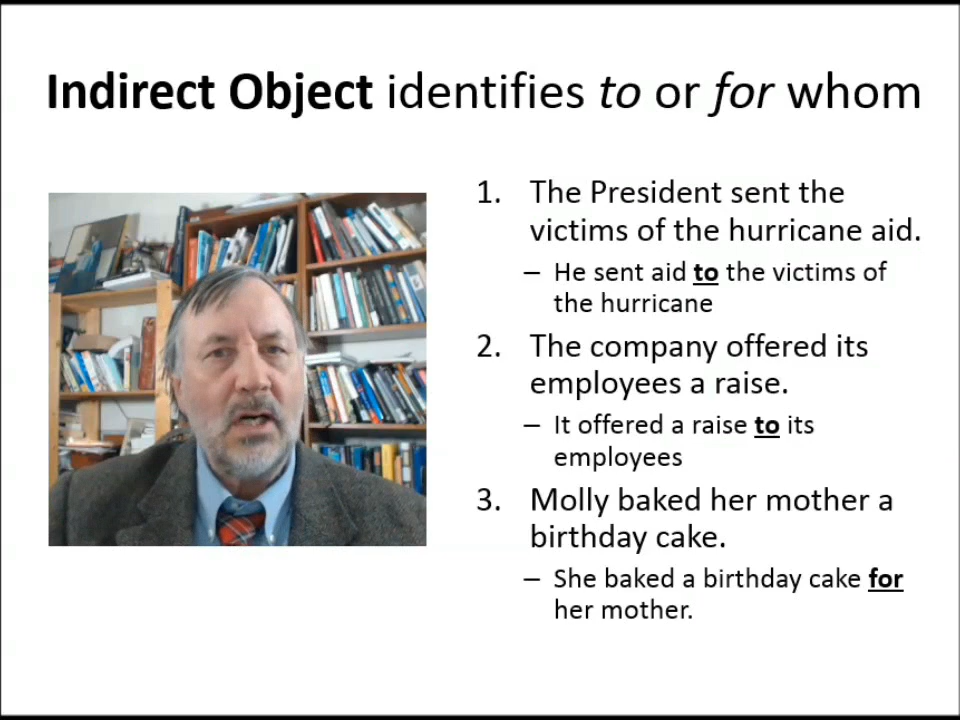 Indirect Object identifies to or for whom
1. The President sent the
victims of the hurricane aid.
– He sent aid to the victims of
the hurricane
2. The company offered its
employees a raise.
– It offered a raise to its
employees
3. Molly baked her mother a
birthday cake.
– She baked a birthday cake for
her mother.